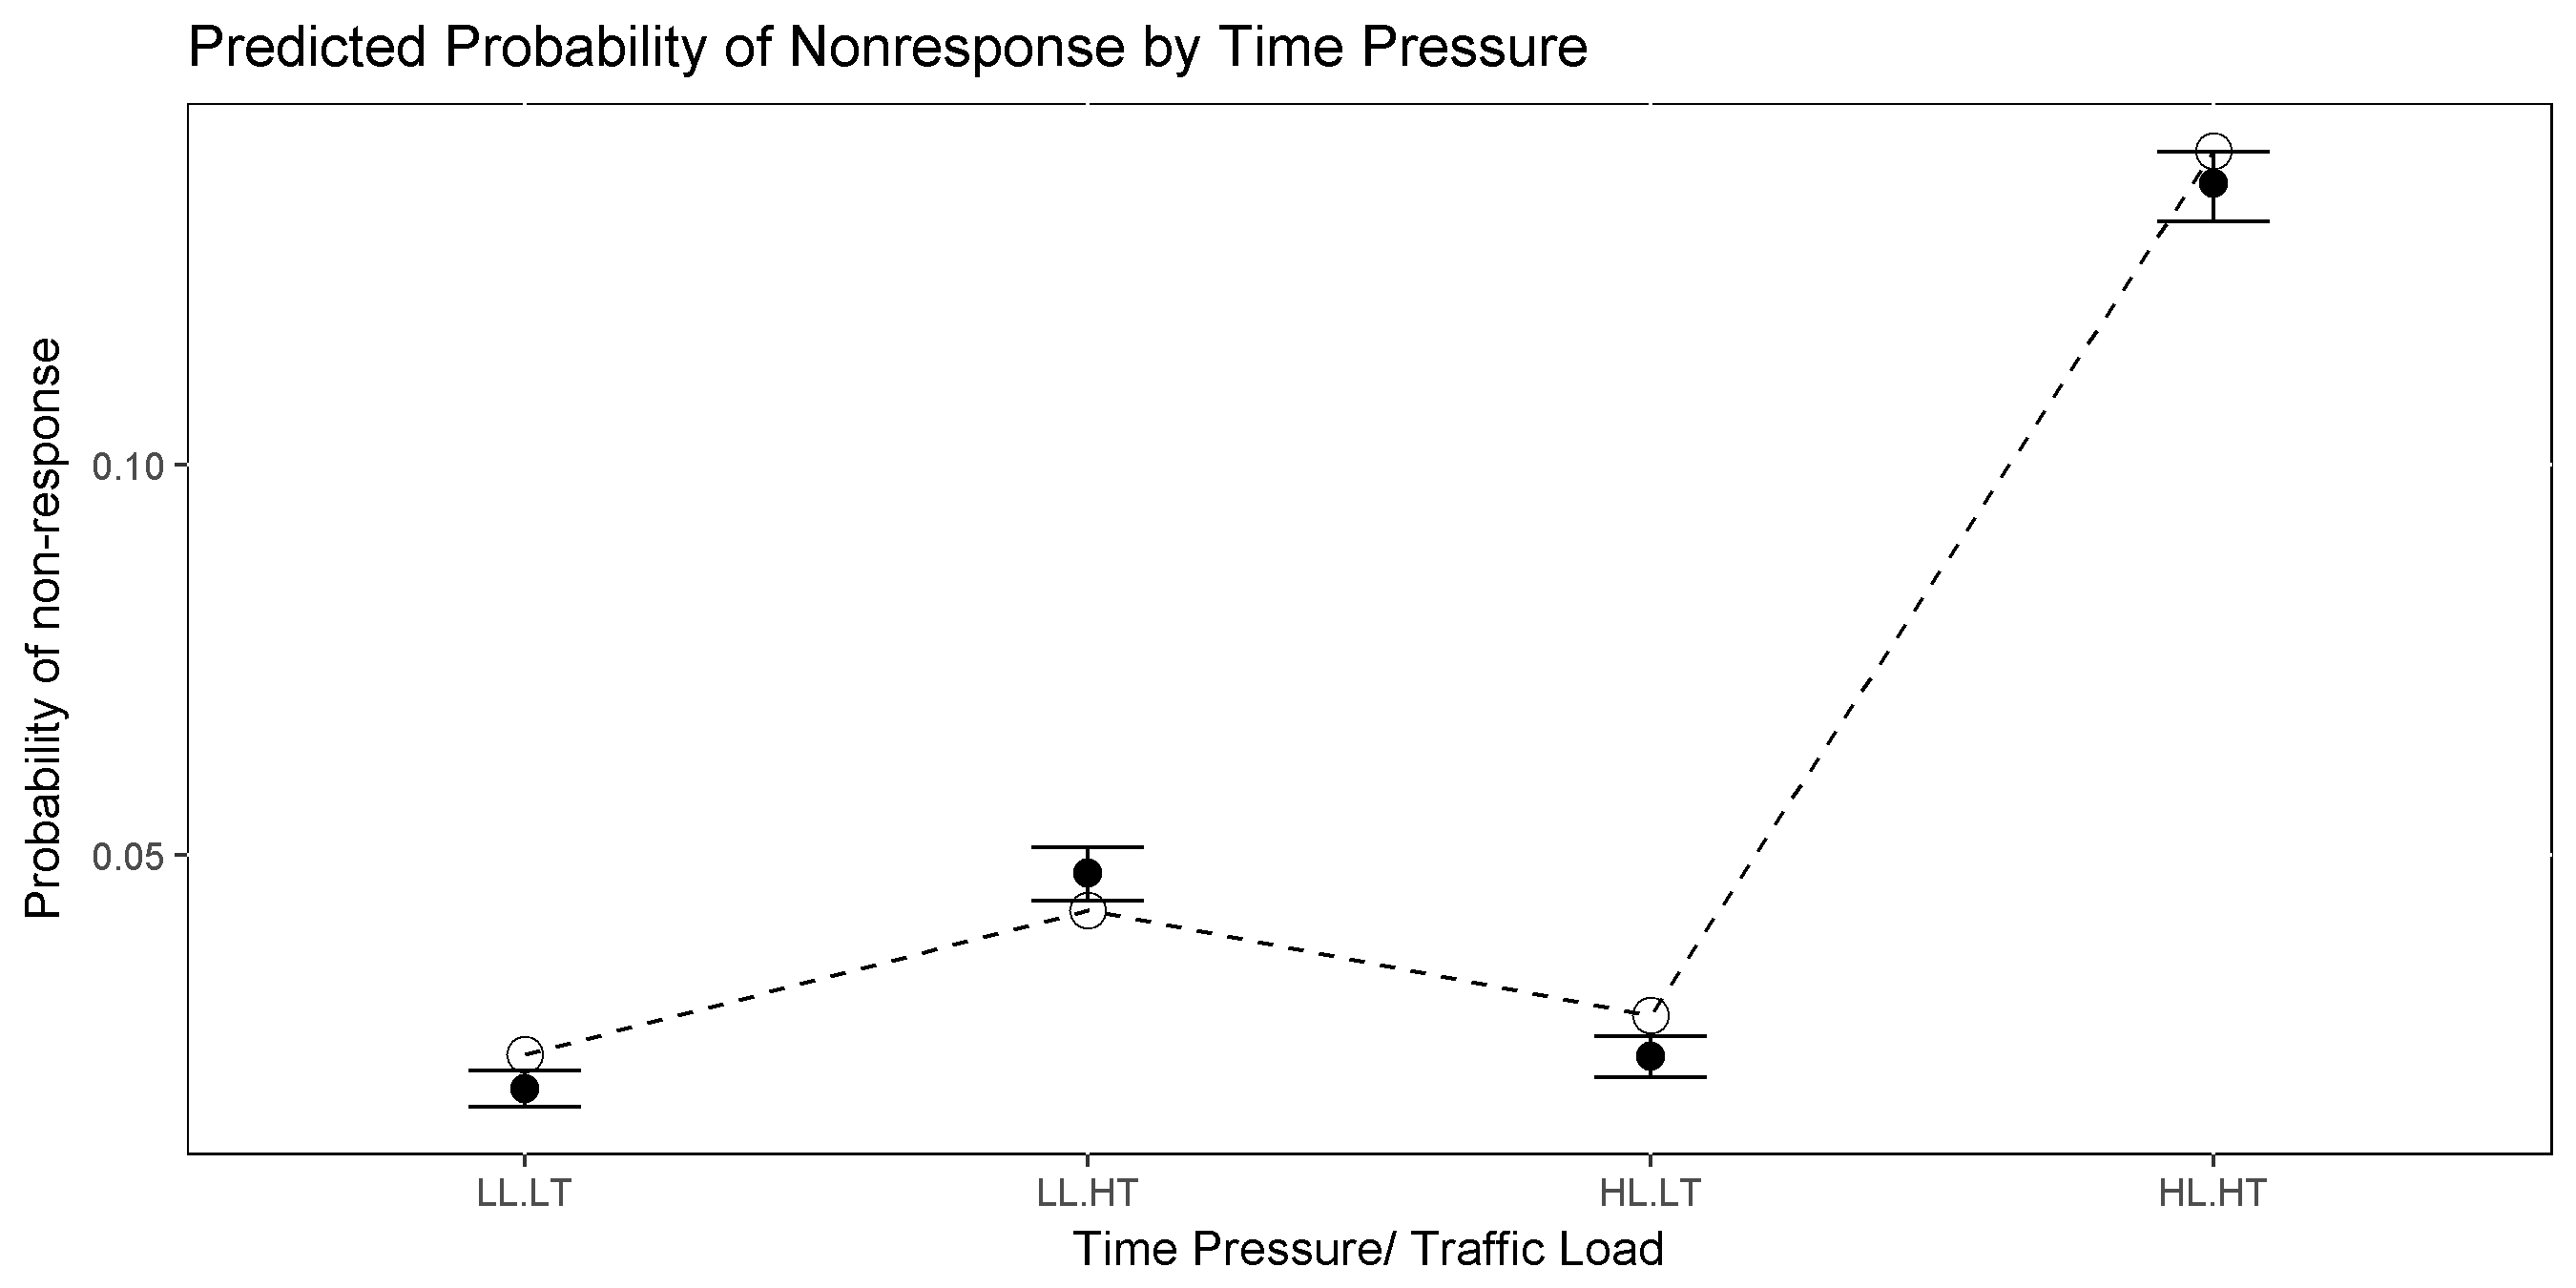 Predicted Probability of Nonresponse by Time Pressure
Probability of non-response
0.10
0.05
LL.LT
LL.HT
HL.LT
HL.HT
Time Pressure/ Traffic Load